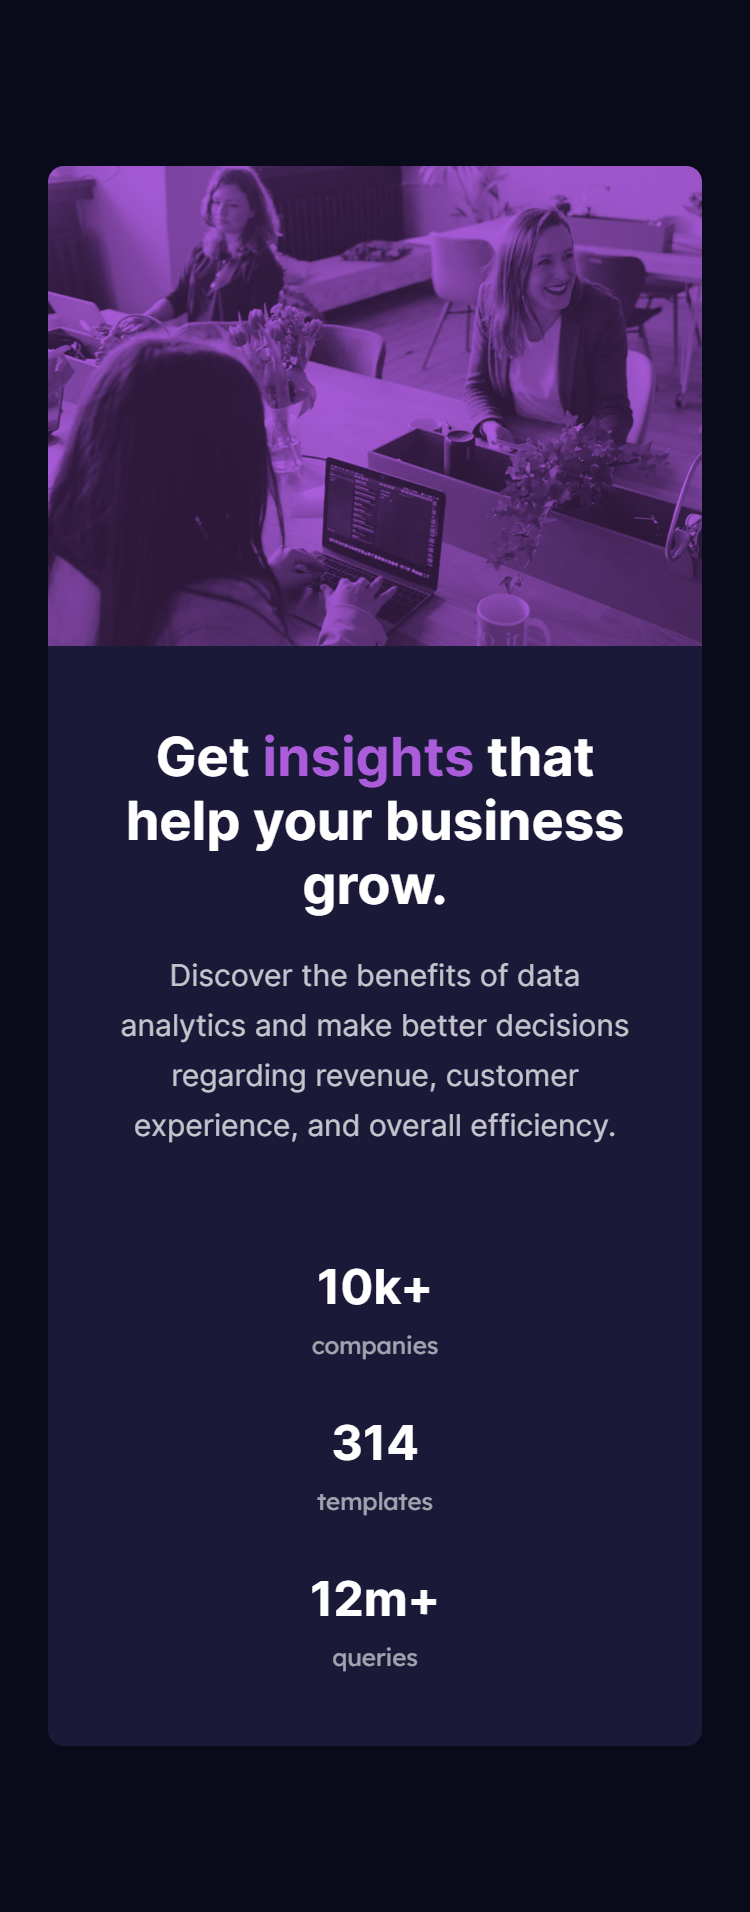 Get insights that
help your business
grow.
Discover the benefits of data
analytics and make better decisions
regarding revenue, customer
experience, and overall efficiency.
10k+
companies
314
templates
12m+
queries